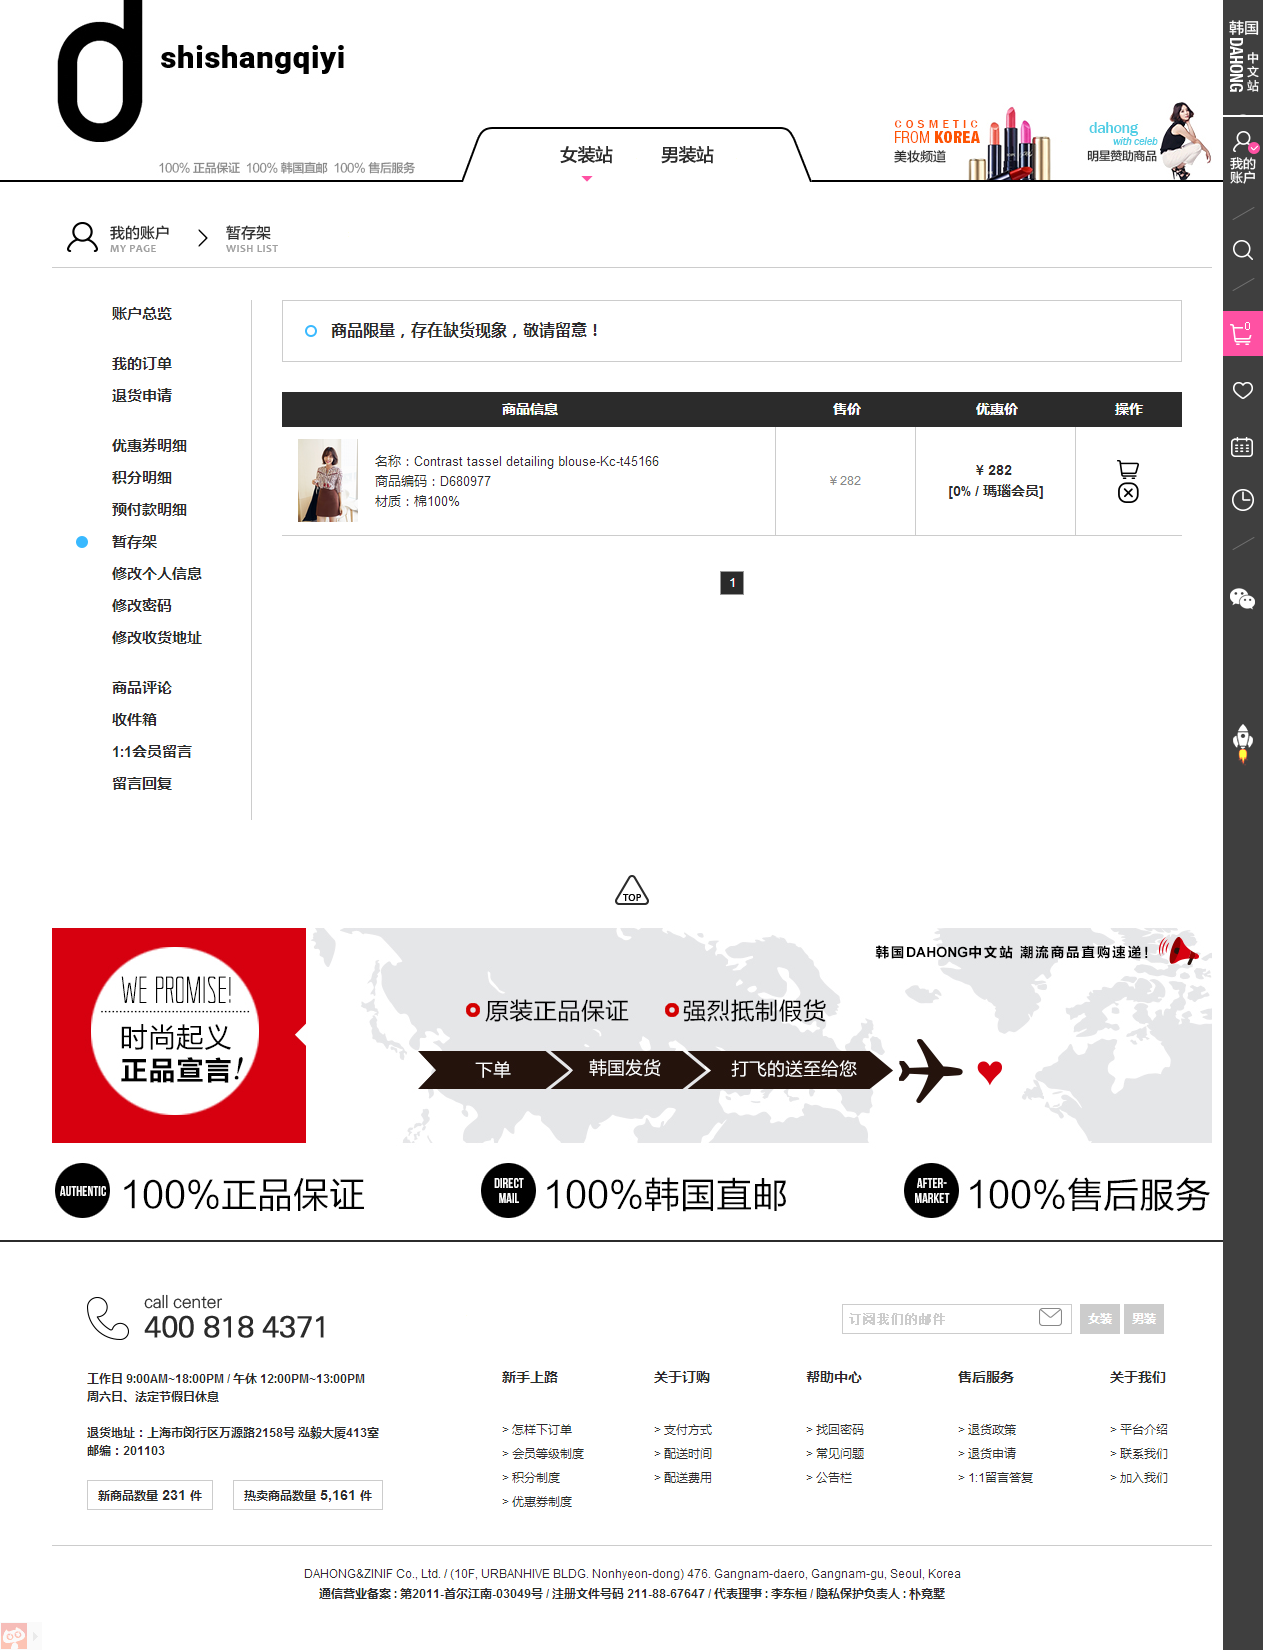 shishangqiyi
100% 正品保证 100% 韩国直邮 100% 售后服务
女装站 男装站
COSMETIC
FROM KOREA
美妆频道
dahong
with celeb
明星赞助商品
韩国
DAHONG
中文站
我的
账户
0
我的账户
MY PAGE
暂存架
WISH LIST
账户总览
我的订单
退货申请
优惠券明细
积分明细
预付款明细
暂存架
修改个人信息
修改密码
修改收货地址
商品评论
收件箱
1:1会员留言
留言回复
商品限量，存在缺货现象，敬请留意！
商品信息 售价 优惠价 操作
名称：Contrast tassel detailing blouse-Kc-t45166
商品编码：D680977
材质：棉100%
¥ 282
¥ 282
[0% / 瑪瑙会员]
1
TOP
WE PROMISE!
时尚起义
正品宣言!
韩国DAHONG中文站 潮流商品直购速递!
原装正品保证 强烈抵制假货
下单 韩国发货 打飞的送至给您
AUTHENTIC 100%正品保证
DIRECT MAIL 100%韩国直邮
AFTER-MARKET 100%售后服务
call center
400 818 4371
订阅我们的邮件 女装 男装
工作日 9:00AM~18:00PM / 午休 12:00PM~13:00PM
周六日、法定节假日休息
退货地址：上海市闵行区万源路2158号 泓毅大厦413室
邮编：201103
新商品数量 231 件 热卖商品数量 5,161 件
新手上路
> 怎样下订单
> 会员等级制度
> 积分制度
> 优惠券制度
关于订购
> 支付方式
> 配送时间
> 配送费用
帮助中心
> 找回密码
> 常见问题
> 公告栏
售后服务
> 退货政策
> 退货申请
> 1:1留言答复
关于我们
> 平台介绍
> 联系我们
> 加入我们
DAHONG&ZINIF Co., Ltd. / (10F, URBANHIVE BLDG. Nonhyeon-dong) 476. Gangnam-daero, Gangnam-gu, Seoul, Korea
通信营业备案 : 第2011-首尔江南-03049号 / 注册文件号码 211-88-67647 / 代表理事 : 李东桓 / 隐私保护负责人 : 朴竞墅